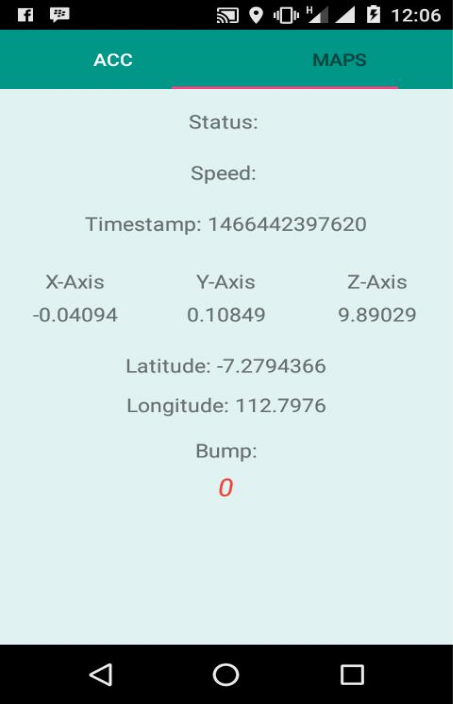 H 12:06
ACC MAPS
Status:
Speed:
Timestamp: 1466442397620
X-Axis Y-Axis Z-Axis
-0.04094 0.10849 9.89029
Latitude: -7.2794366
Longitude: 112.7976
Bump:
0